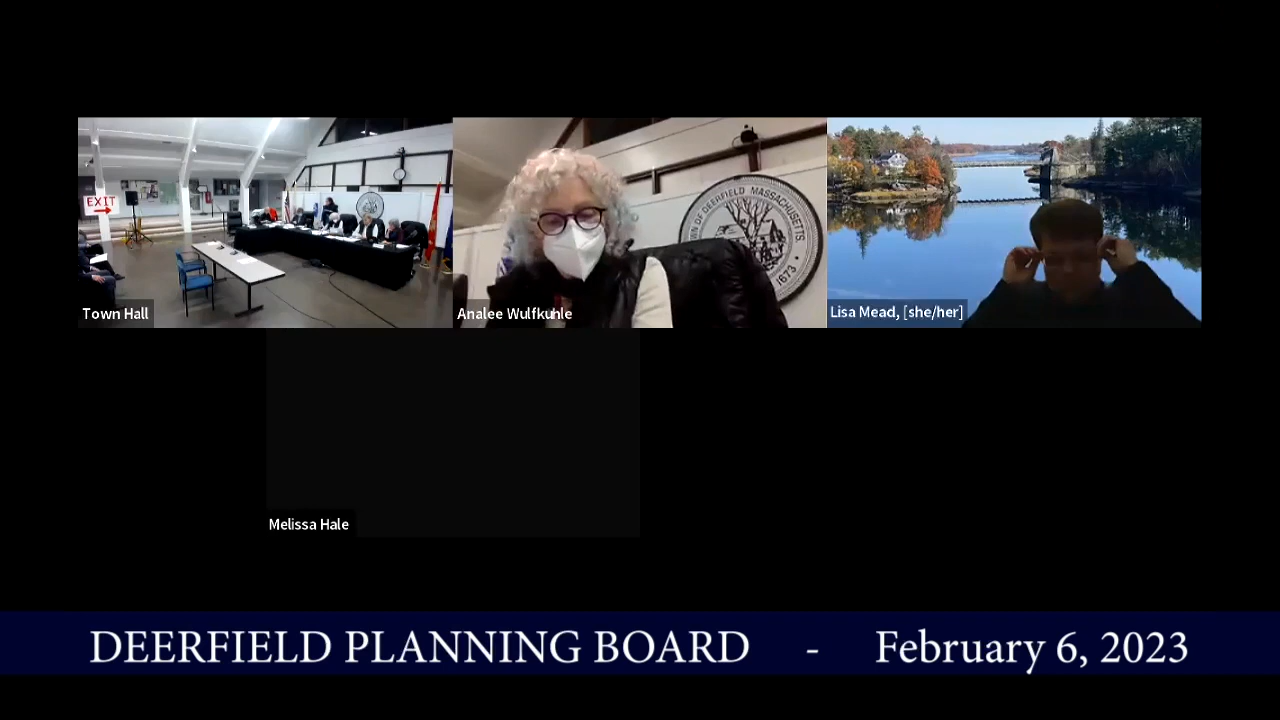 EXIT
Town Hall
TOWN OF DEERFIELD MASSACHUSETTS
1673
Analee Wulfkuhle
Lisa Mead, [she/her]
Melissa Hale
DEERFIELD PLANNING BOARD - February 6, 2023